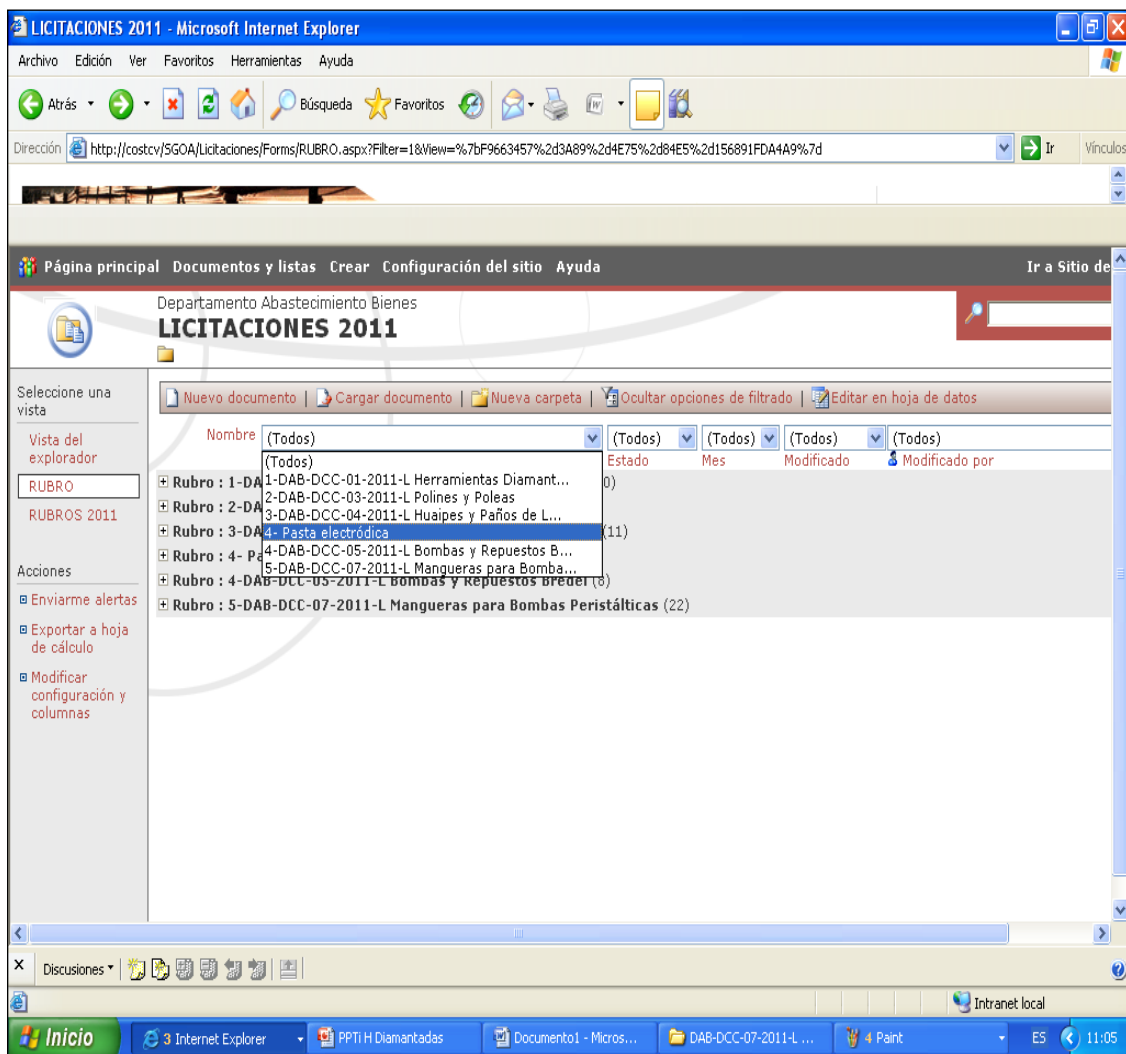 LICITACIONES 2011 - Microsoft Internet Explorer
Archivo Edición Ver Favoritos Herramientas Ayuda
Atrás Búsqueda Favoritos
Dirección http://costcv/SGOA/Licitaciones/Forms/RUBRO.aspx?Filter=1&View=%7bF9663457%2d3A89%2d4E75%2d84E5%2d156891FDA4A9%7d Ir Vínculos
Página principal Documentos y listas Crear Configuración del sitio Ayuda Ir a Sitio de
Departamento Abastecimiento Bienes
LICITACIONES 2011
Seleccione una
vista
Vista del
explorador
RUBRO
RUBROS 2011
Acciones
Enviarme alertas
Exportar a hoja
de cálculo
Modificar
configuración y
columnas
Nuevo documento | Cargar documento | Nueva carpeta | Ocultar opciones de filtrado | Editar en hoja de datos
Nombre (Todos) (Todos) (Todos) (Todos) (Todos)
Estado Mes Modificado Modificado por
(Todos)
1-DAB-DCC-01-2011-L Herramientas Diamant...
2-DAB-DCC-03-2011-L Polines y Poleas
3-DAB-DCC-04-2011-L Huaipes y Paños de L...
4- Pasta electródica
4-DAB-DCC-05-2011-L Bombas y Repuestos B...
5-DAB-DCC-07-2011-L Mangueras para Bomba...
Rubro : 1-DA 0)
Rubro : 2-DA
Rubro : 3-DA (11)
Rubro : 4- Pa
Rubro : 4-DAB-DCC-05-2011-L Bombas y Repuestos Bredel (8)
Rubro : 5-DAB-DCC-07-2011-L Mangueras para Bombas Peristálticas (22)
Discusiones
Intranet local
Inicio 3 Internet Explorer PPTi H Diamantadas Documento1 - Micros... DAB-DCC-07-2011-L ... 4 Paint ES 11:05